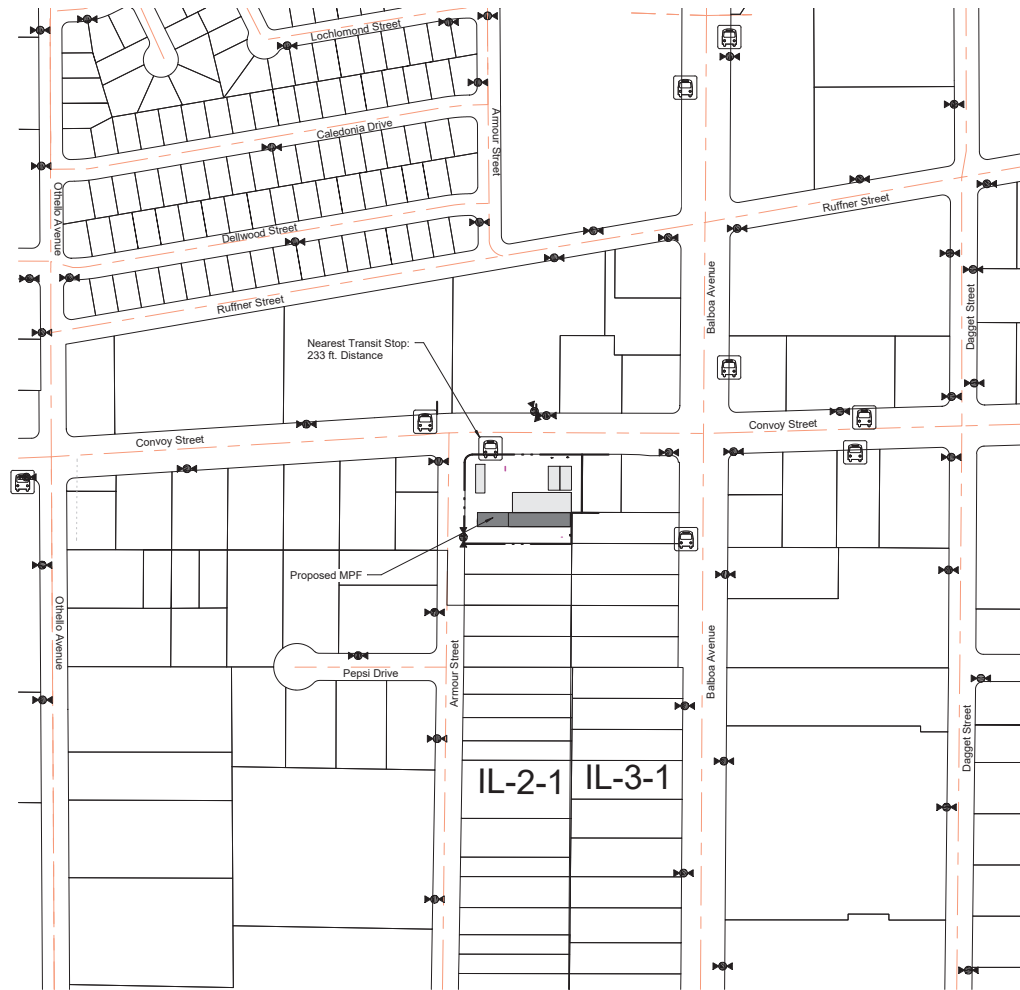 Lochlomond Street
Caledonia Drive
Armour Street
Othello Avenue
Dellwood Street
Ruffner Street
Ruffner Street
Balboa Avenue
Dagget Street
Nearest Transit Stop:
233 ft. Distance
Convoy Street
Convoy Street
Proposed MPF
Othello Avenue
Armour Street
Pepsi Drive
Balboa Avenue
Dagget Street
IL-2-1
IL-3-1